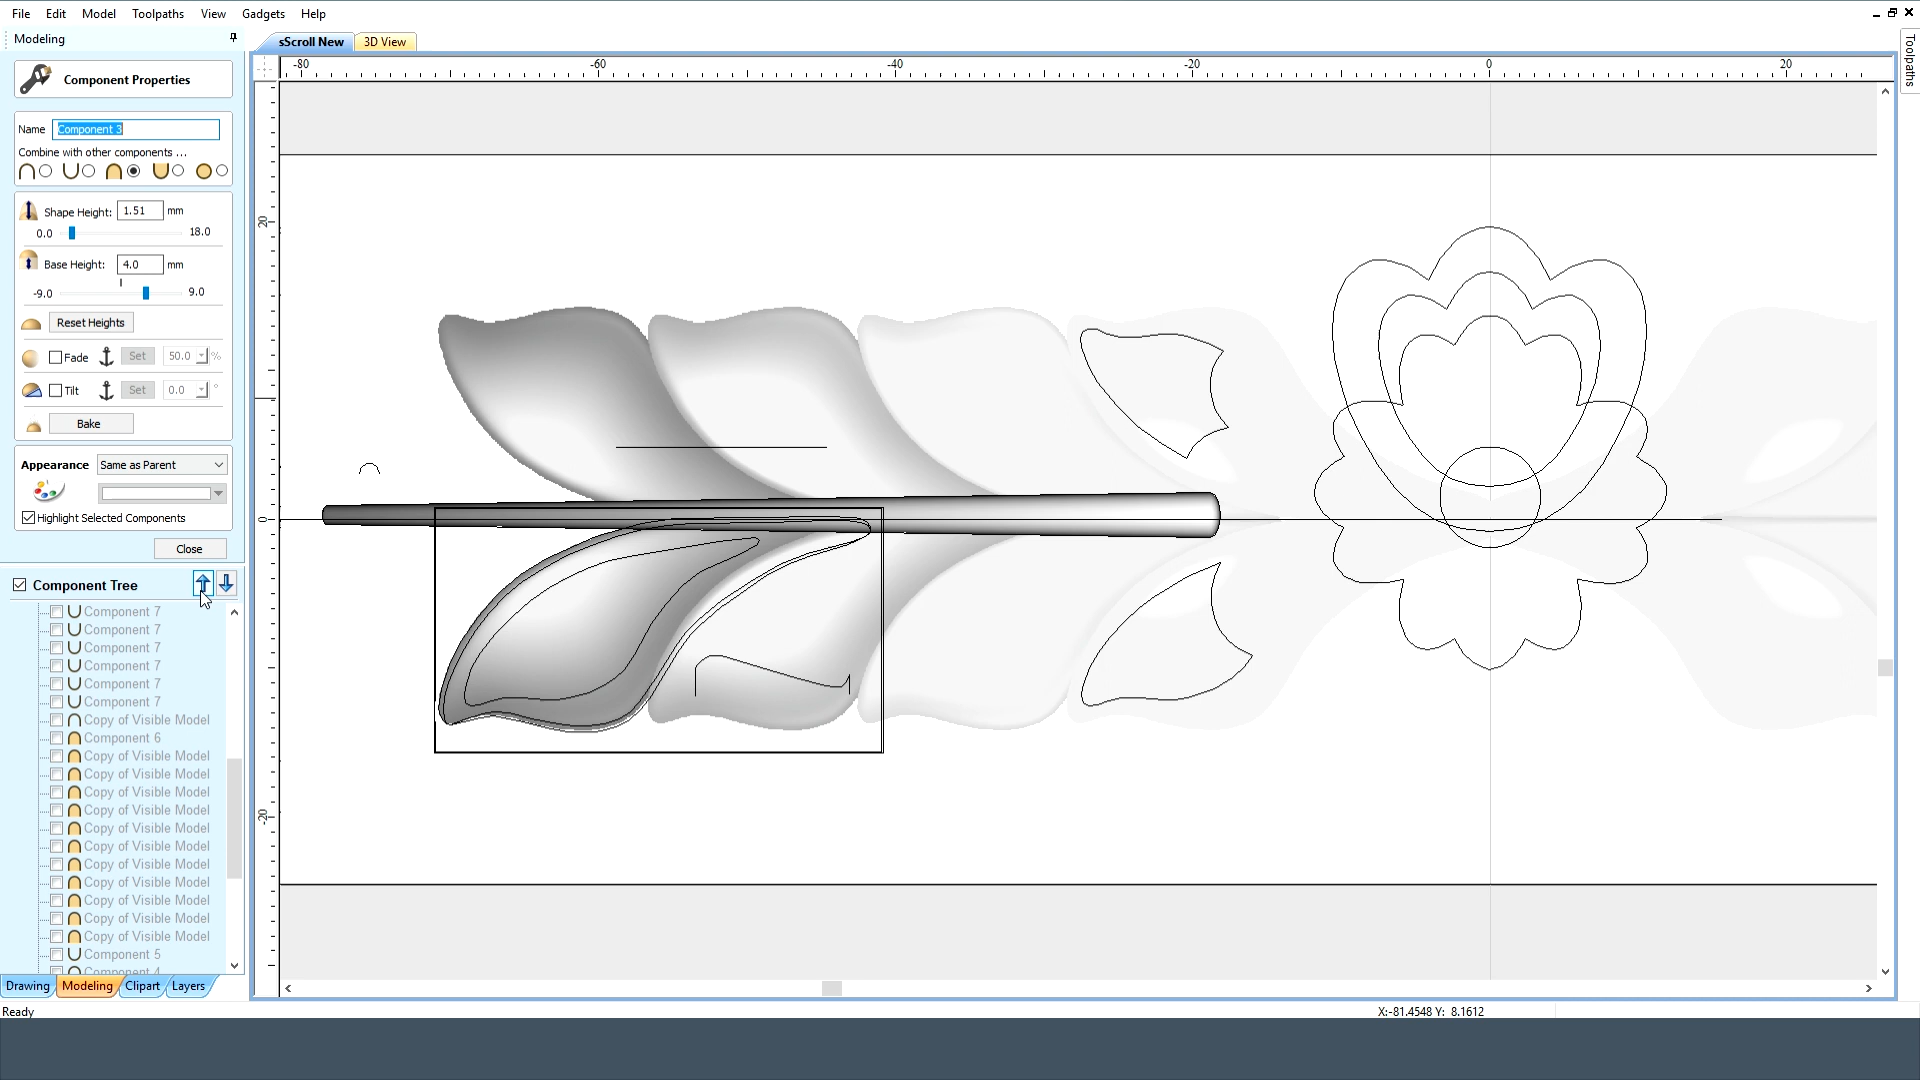 File Edit Model Toolpaths View Gadgets Help
Modeling
sScroll New 3D View
Toolpaths
-80 -60 -40 -20 0 20
Component Properties
Name Component 3
Combine with other components ...
Shape Height: 1.51 mm
0.0 18.0
Base Height: 4.0 mm
-9.0 9.0
Reset Heights
Fade Set 50.0 %
Tilt Set 0.0 °
Bake
Appearance Same as Parent
Highlight Selected Components
Close
20
0
-20
Component Tree
Component 7
Component 7
Component 7
Component 7
Component 7
Component 7
Copy of Visible Model
Component 6
Copy of Visible Model
Copy of Visible Model
Copy of Visible Model
Copy of Visible Model
Copy of Visible Model
Copy of Visible Model
Copy of Visible Model
Copy of Visible Model
Copy of Visible Model
Copy of Visible Model
Copy of Visible Model
Component 5
Component 4
Drawing Modeling Clipart Layers
Ready X:-81.4548 Y: 8.1612